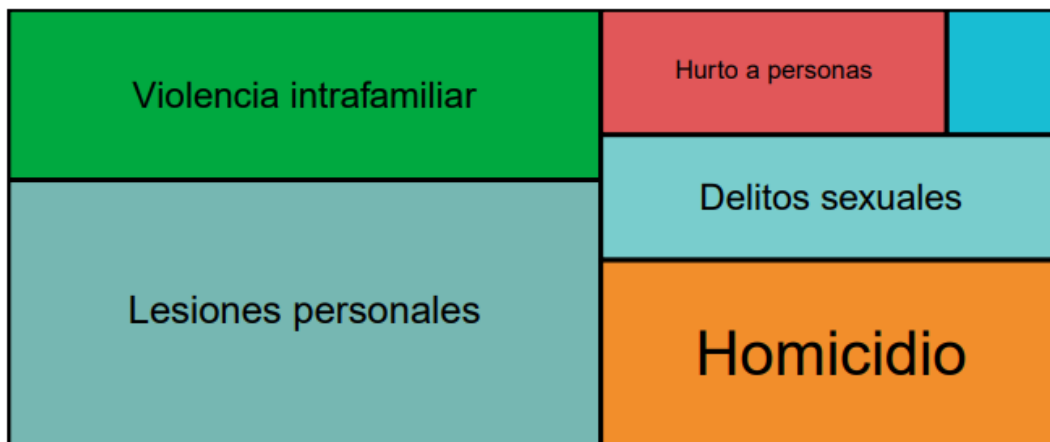 Violencia intrafamiliar
Lesiones personales
Hurto a personas
Delitos sexuales
Homicidio